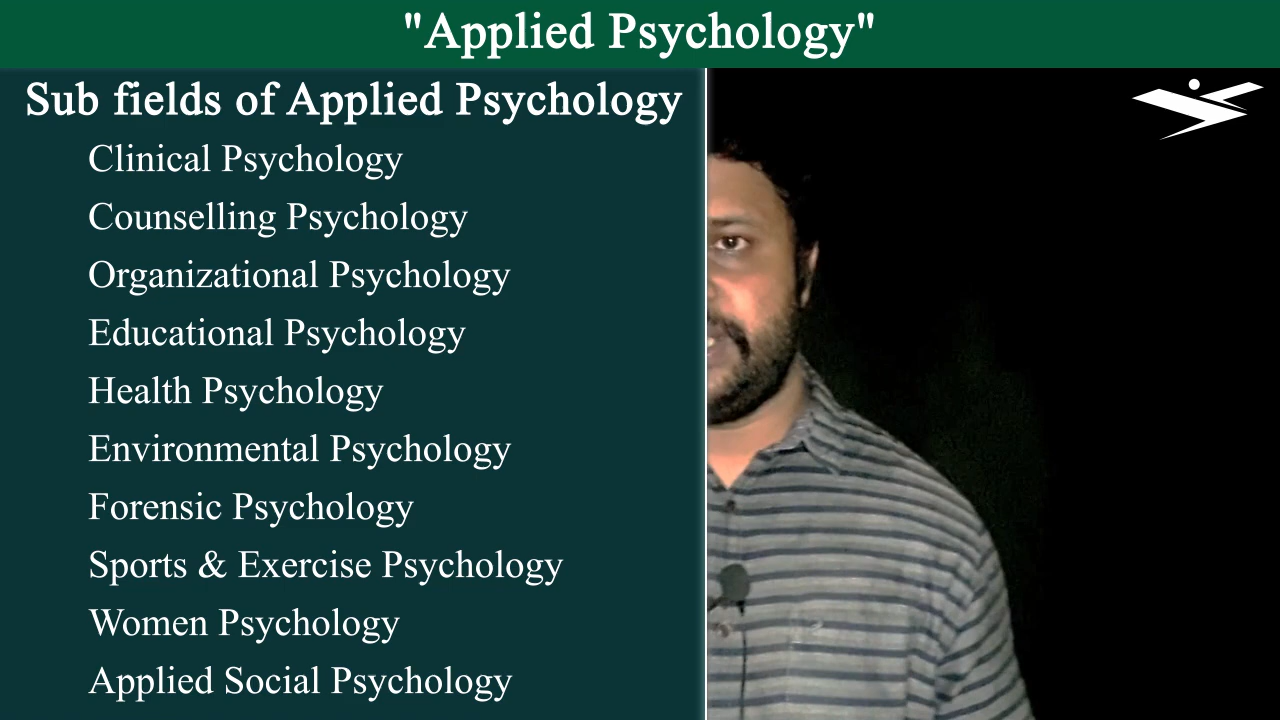 "Applied Psychology"
Sub fields of Applied Psychology
Clinical Psychology
Counselling Psychology
Organizational Psychology
Educational Psychology
Health Psychology
Environmental Psychology
Forensic Psychology
Sports & Exercise Psychology
Women Psychology
Applied Social Psychology